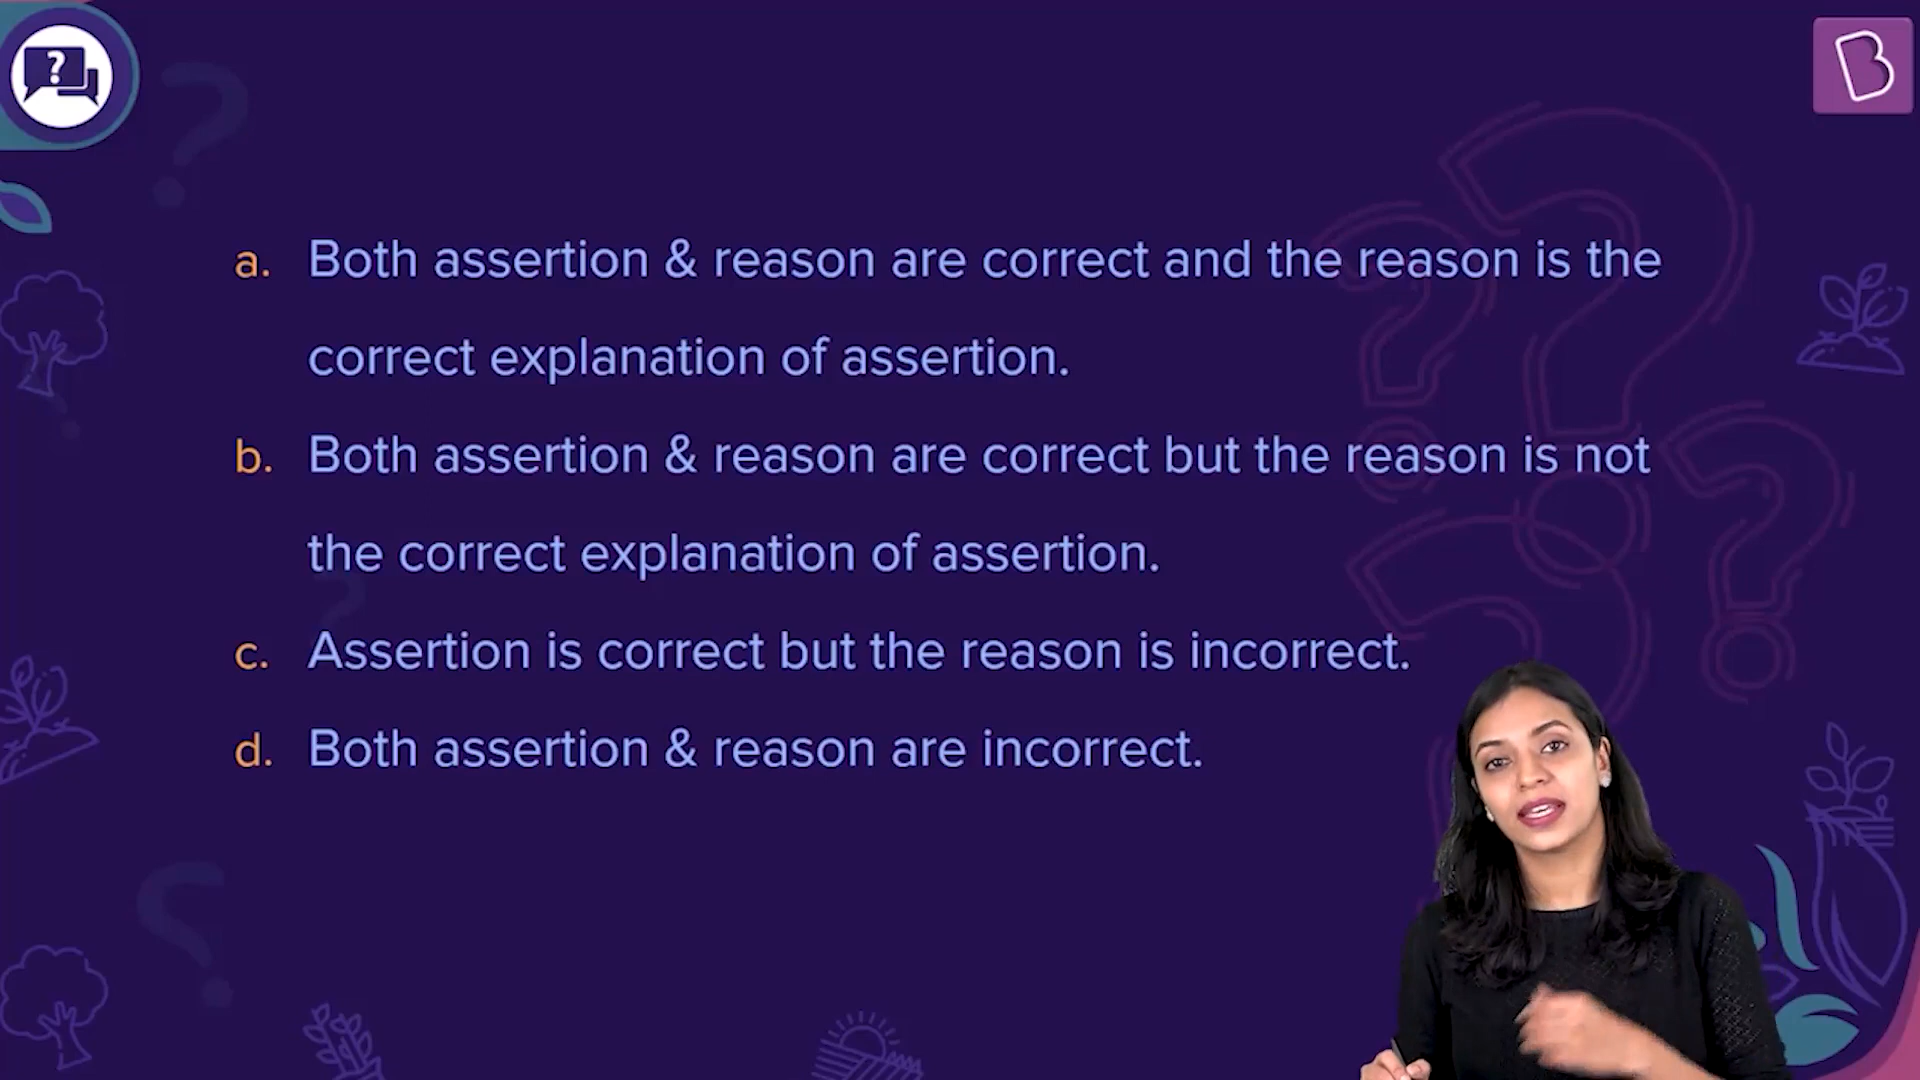 ?
B
a. Both assertion & reason are correct and the reason is the
correct explanation of assertion.
b. Both assertion & reason are correct but the reason is not
the correct explanation of assertion.
c. Assertion is correct but the reason is incorrect.
d. Both assertion & reason are incorrect.